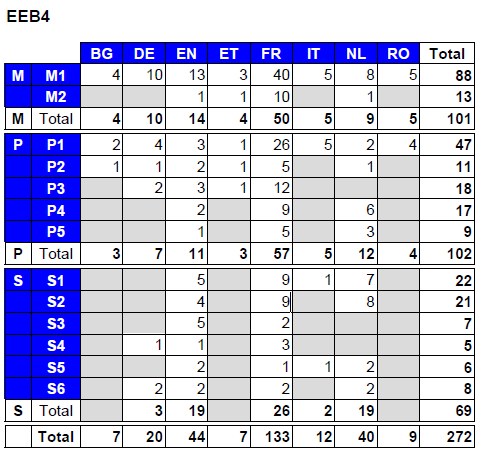 EEB4
BG DE EN ET FR IT NL RO Total
M M1 4 10 13 3 40 5 8 5 88
M2 1 1 10 1 13
M Total 4 10 14 4 50 5 9 5 101
P P1 2 4 3 1 26 5 2 4 47
P2 1 1 2 1 5 1 11
P3 2 3 1 12 18
P4 2 9 6 17
P5 1 5 3 9
P Total 3 7 11 3 57 5 12 4 102
S S1 5 9 1 7 22
S2 4 9 8 21
S3 5 2 7
S4 1 1 3 5
S5 2 1 1 2 6
S6 2 2 2 2 8
S Total 3 19 26 2 19 69
Total 7 20 44 7 133 12 40 9 272